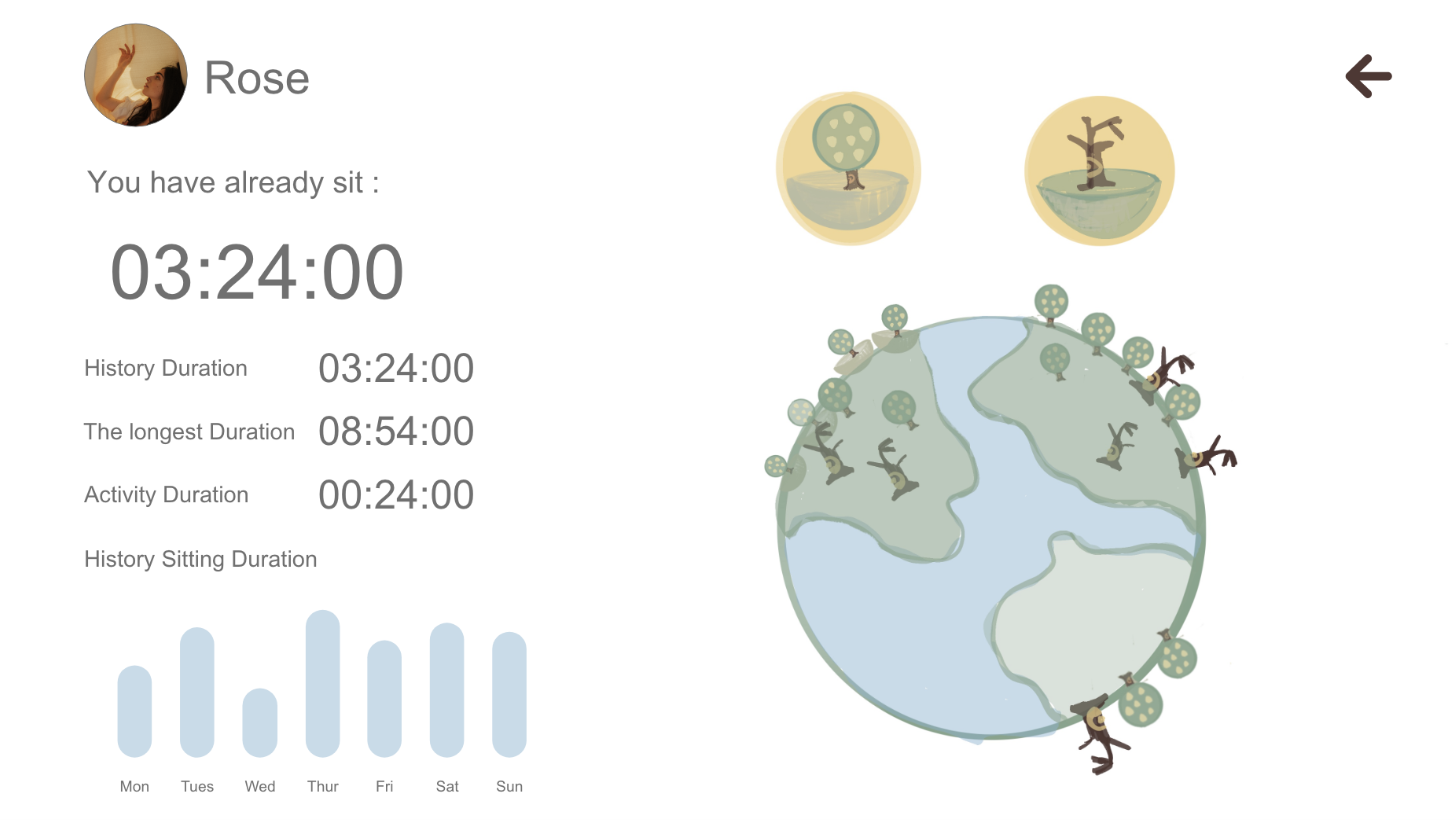 Rose
You have already sit :
03:24:00
History Duration 03:24:00
The longest Duration 08:54:00
Activity Duration 00:24:00
History Sitting Duration
Mon Tues Wed Thur Fri Sat Sun